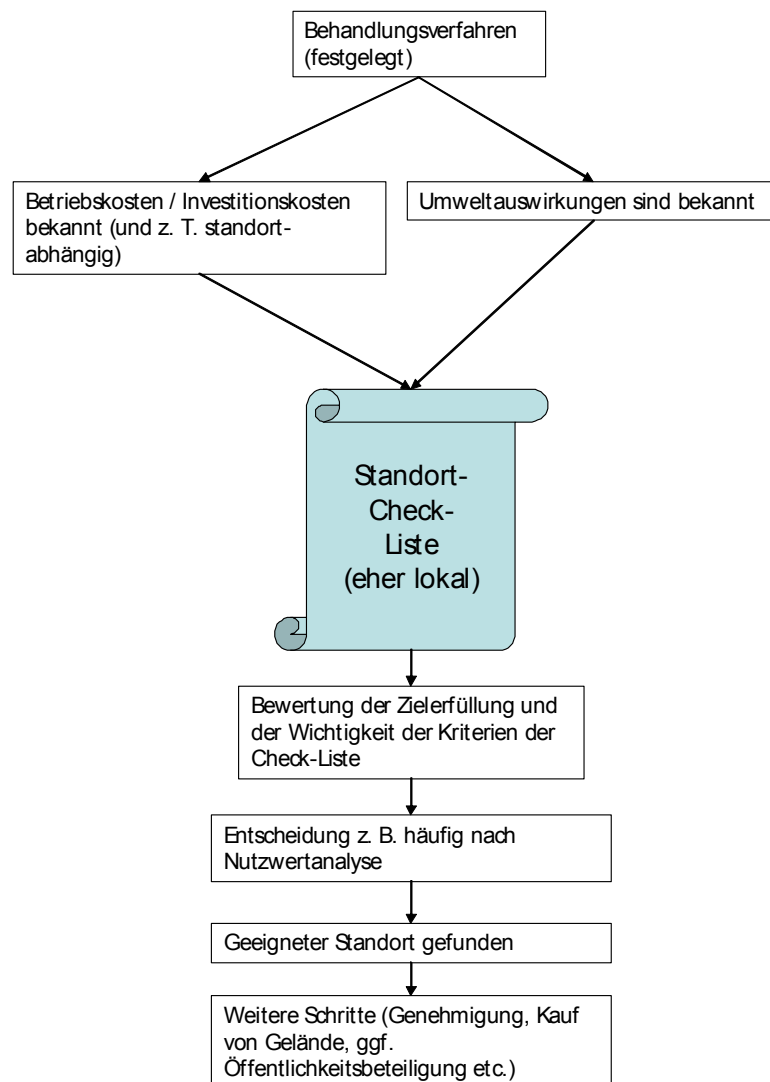 Behandlungsverfahren
(festgelegt)
Betriebskosten / Investitionskosten
bekannt (und z. T. standort-
abhängig)
Umweltauswirkungen sind bekannt
Standort-
Check-
Liste
(eher lokal)
Bewertung der Zielerfüllung und
der Wichtigkeit der Kriterien der
Check-Liste
Entscheidung z. B. häufig nach
Nutzwertanalyse
Geeigneter Standort gefunden
Weitere Schritte (Genehmigung, Kauf
von Gelände, ggf.
Öffentlichkeitsbeteiligung etc.)